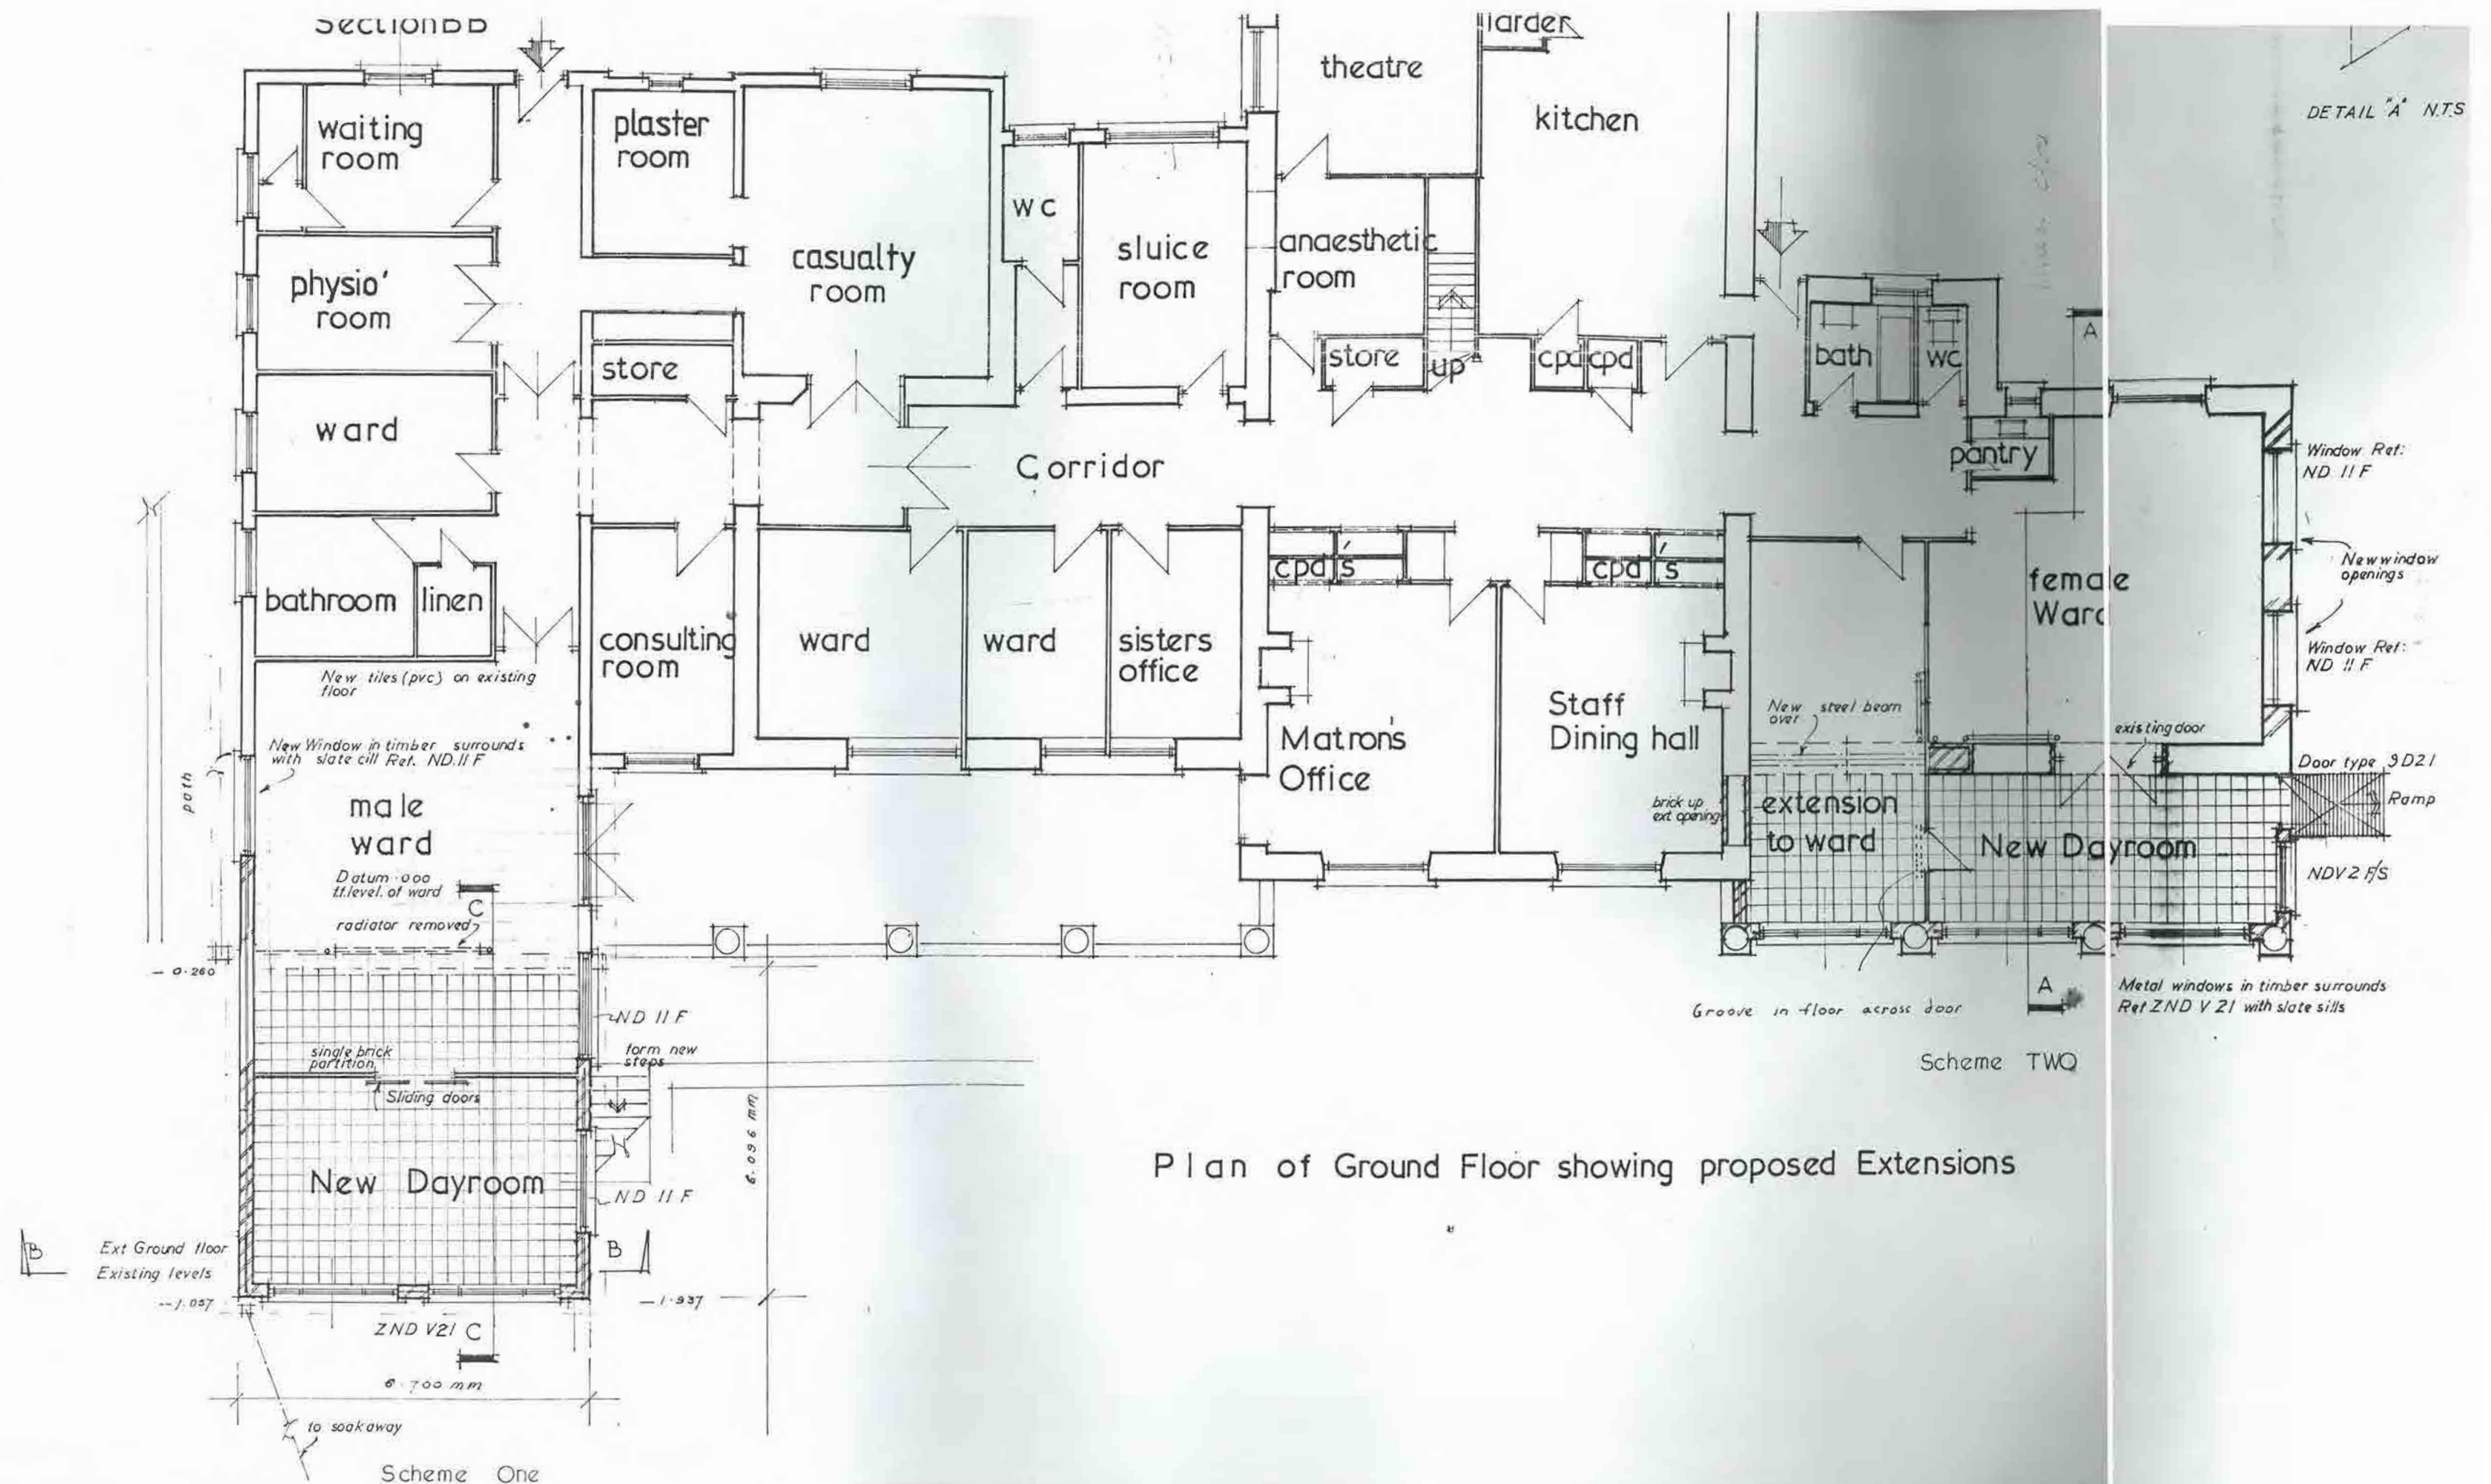 Section BB
DETAIL "A" N.T.S
larder
theatre
kitchen
waiting
room
plaster
room
wc
sluice
room
anaesthetic
room
casualty
room
physio'
room
store
store
up
cpd
cpd
bath
wc
A
ward
Corridor
pantry
Window Ref:
ND 11 F
New window
openings
Window Ref:
ND 11 F
bathroom
linen
consulting
room
ward
ward
sisters
office
cpd's
cpd's
female
Ward
New tiles (pvc) on existing
floor
New Window in timber surrounds
with slate cill Ref. ND.11 F
path
male
ward
Datum .000
f.f.level. of ward
C
radiator removed
Matron's
Office
Staff
Dining hall
New steel beam
over
existing door
Door type 9D21
Ramp
brick up
ext opening
extension
to ward
New Dayroom
NDV2 F/S
- 0.260
ND 11 F
single brick
partition
form new
steps
Sliding doors
Groove in floor across door
A
Metal windows in timber surrounds
Ref ZND V 21 with slate sills
Scheme TWO
6.096 mm
New Dayroom
ND 11 F
Plan of Ground Floor showing proposed Extensions
B
Ext Ground floor
Existing levels
B
-1.937
ZND V21
C
6.700 mm
to soakaway
Scheme One